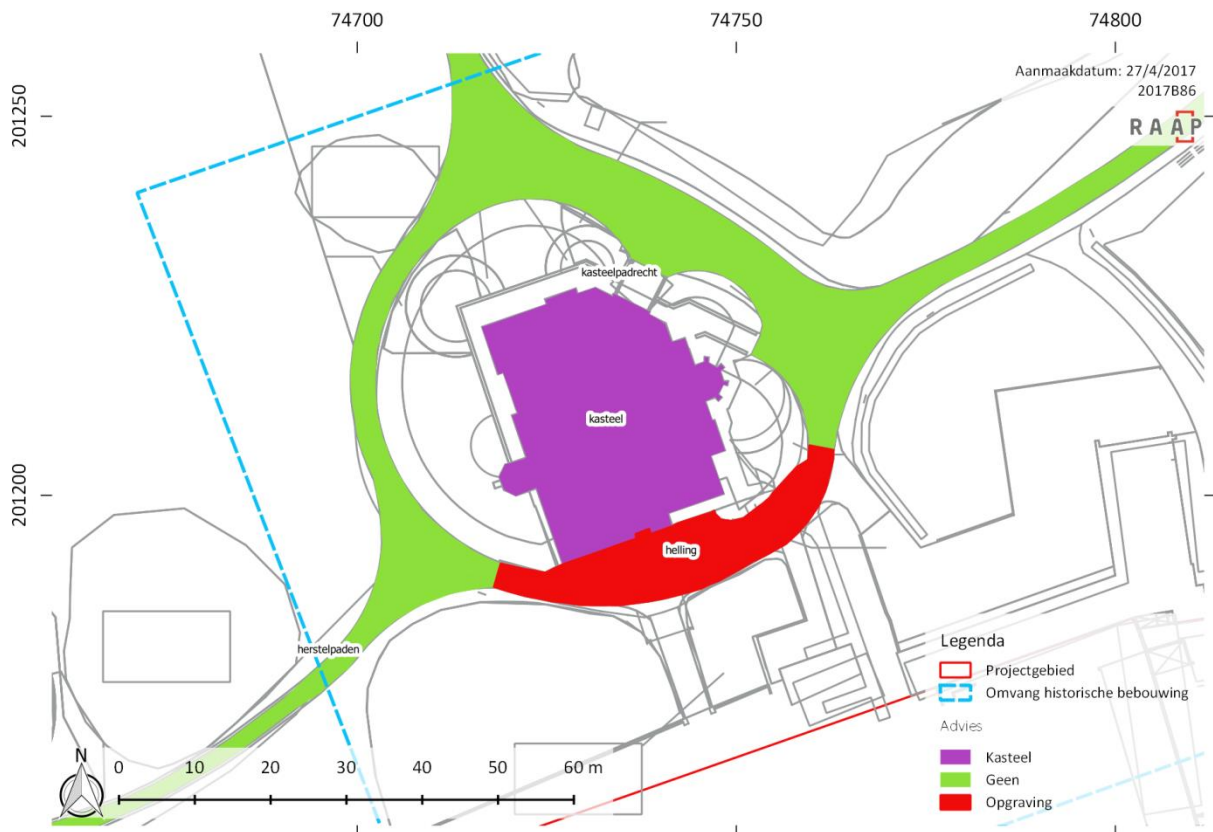 74700
74750
74800
Aanmaakdatum: 27/4/2017
2017B86
RAAP
201250
kasteelpadrecht
kasteel
201200
helling
herstelpaden
Legenda
Projectgebied
Omvang historische bebouwing
Advies
Kasteel
Geen
Opgraving
N
0 10 20 30 40 50 60 m